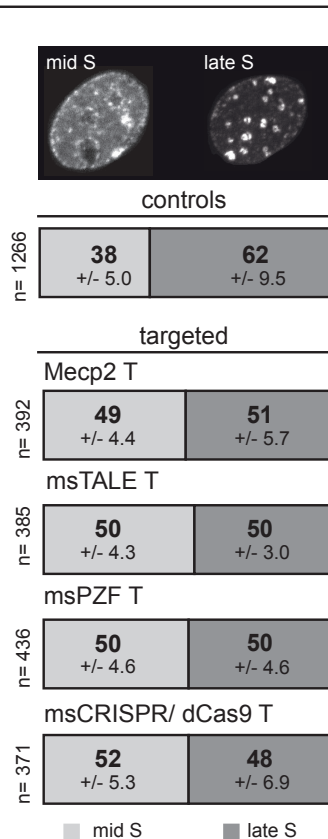 mid S late S
controls
n= 1266
38 62
+/- 5.0 +/- 9.5
targeted
Mecp2 T
n= 392
49 51
+/- 4.4 +/- 5.7
msTALE T
n= 385
50 50
+/- 4.3 +/- 3.0
msPZF T
n= 436
50 50
+/- 4.6 +/- 4.6
msCRISPR/ dCas9 T
n= 371
52 48
+/- 5.3 +/- 6.9
mid S late S